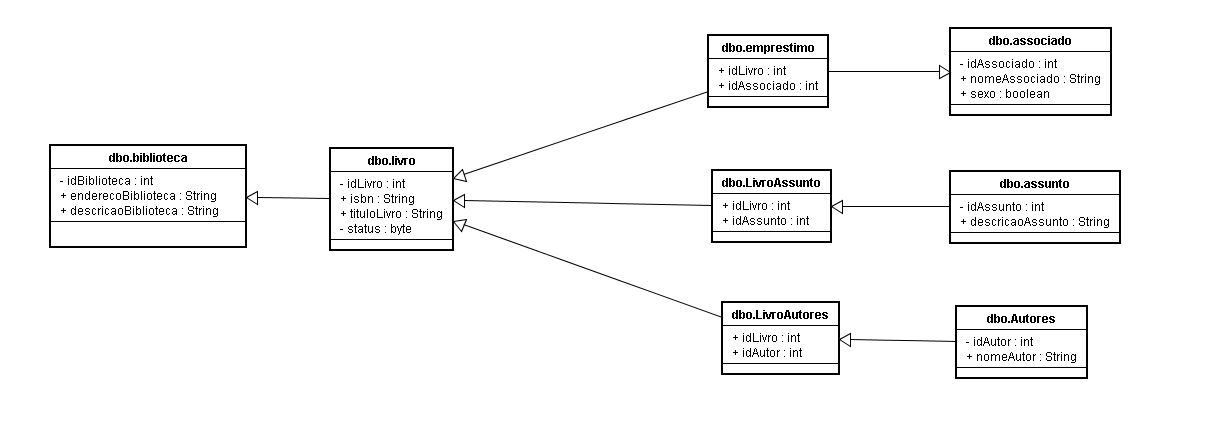 dbo.biblioteca
- idBiblioteca : int
+ enderecoBiblioteca : String
+ descricaoBiblioteca : String
dbo.livro
- idLivro : int
+ isbn : String
+ tituloLivro : String
- status : byte
dbo.emprestimo
+ idLivro : int
+ idAssociado : int
dbo.associado
- idAssociado : int
+ nomeAssociado : String
+ sexo : boolean
dbo.LivroAssunto
+ idLivro : int
+ idAssunto : int
dbo.assunto
- idAssunto : int
+ descricaoAssunto : String
dbo.LivroAutores
+ idLivro : int
+ idAutor : int
dbo.Autores
- idAutor : int
+ nomeAutor : String